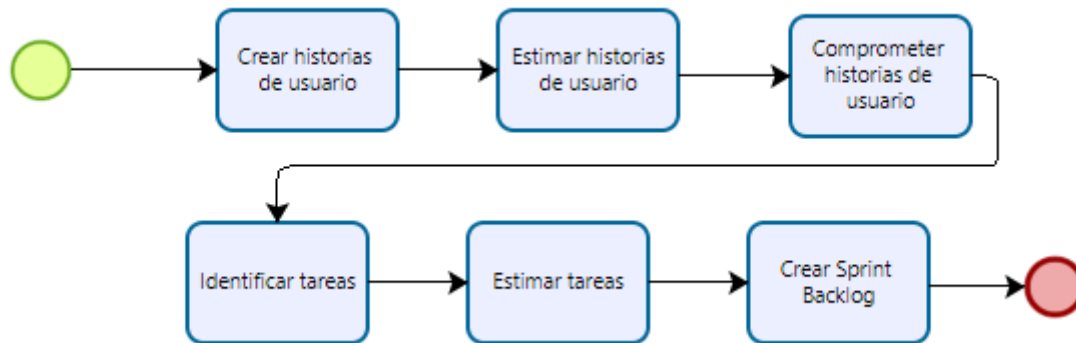 Crear historias
de usuario
Estimar historias
de usuario
Comprometer
historias de
usuario
Identificar tareas
Estimar tareas
Crear Sprint
Backlog